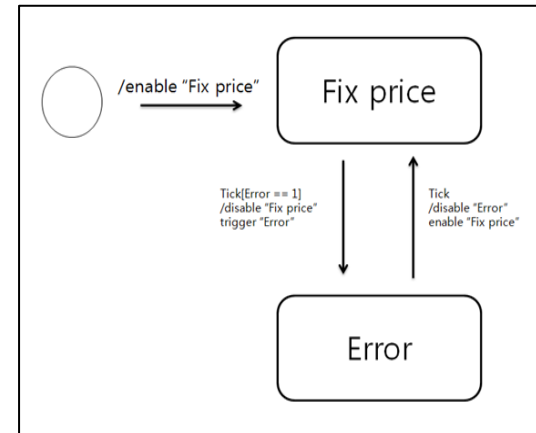 /enable “Fix price”
Fix price
Tick[Error == 1]
/disable “Fix price”
trigger “Error”
Tick
/disable “Error”
enable “Fix price”
Error